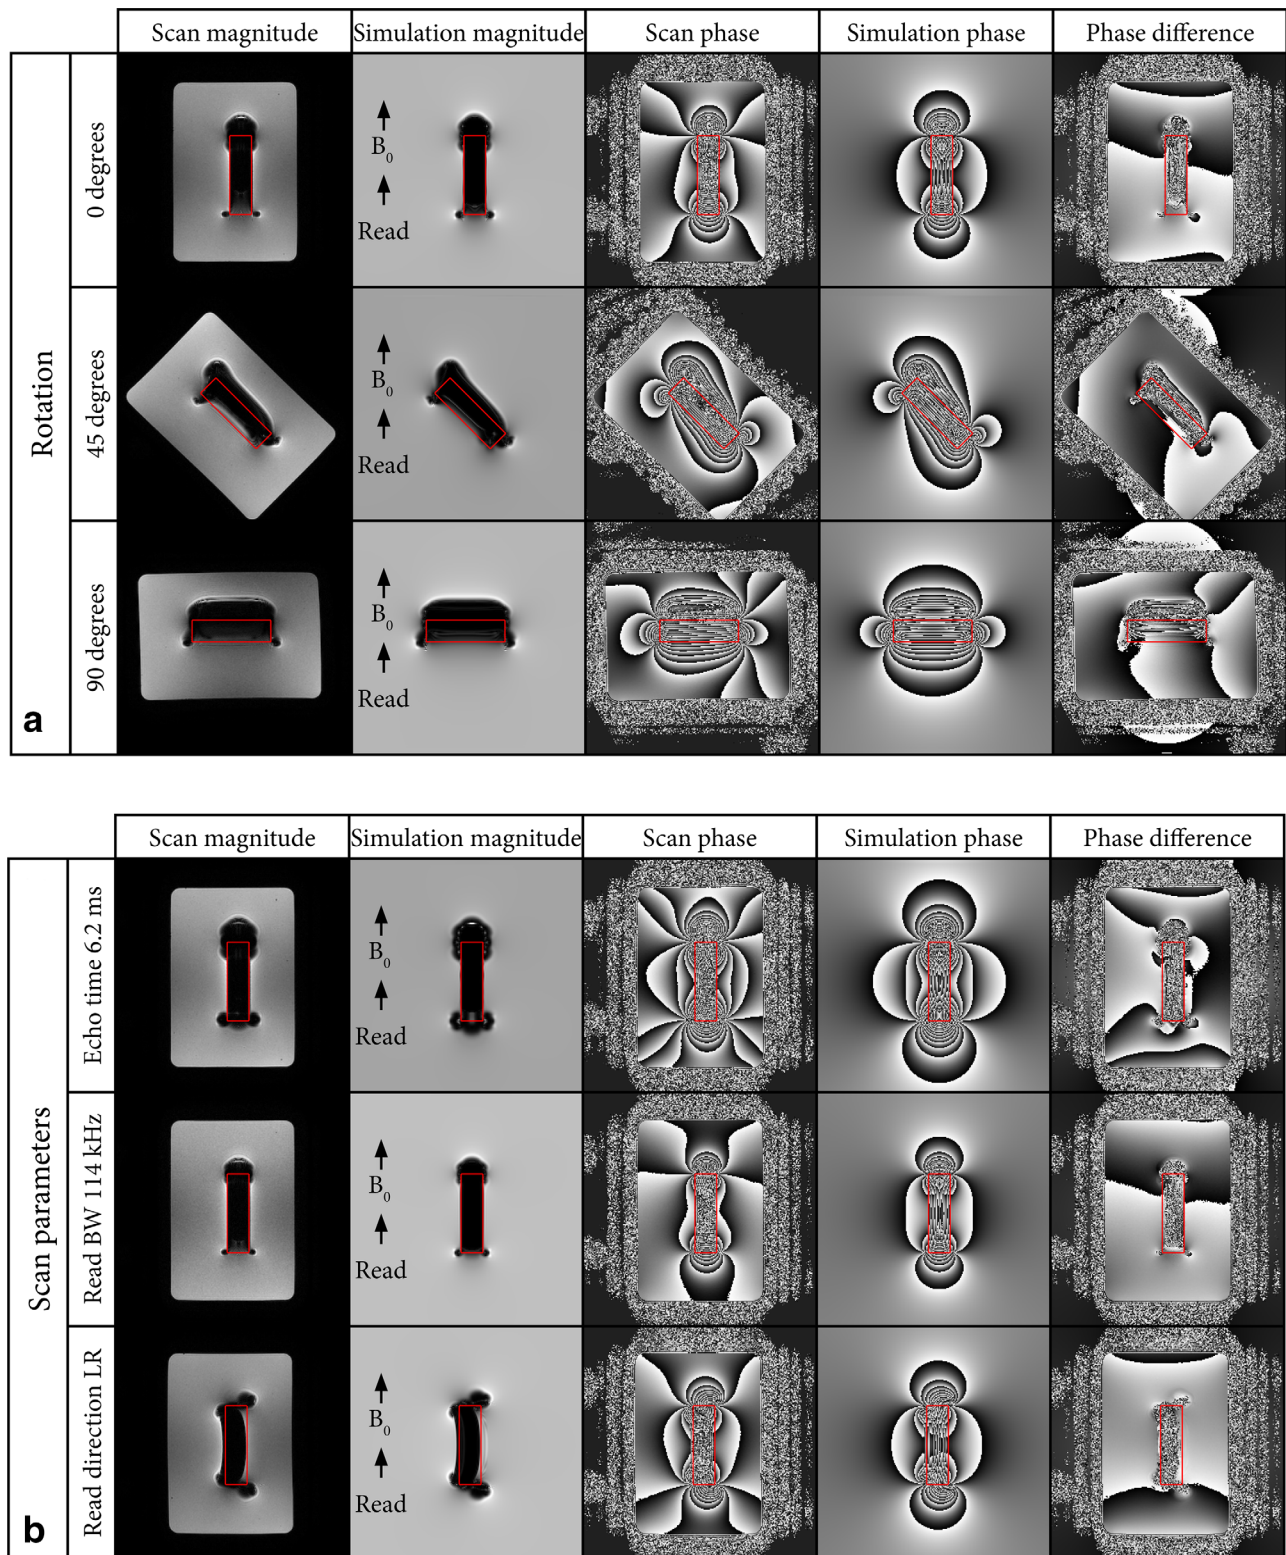 Scan magnitude Simulation magnitude Scan phase Simulation phase Phase difference
Rotation
0 degrees
B0
Read
45 degrees
B0
Read
90 degrees
B0
Read
a
Scan magnitude Simulation magnitude Scan phase Simulation phase Phase difference
Scan parameters
Echo time 6.2 ms
B0
Read
Read BW 114 kHz
B0
Read
Read direction LR
B0
Read
b